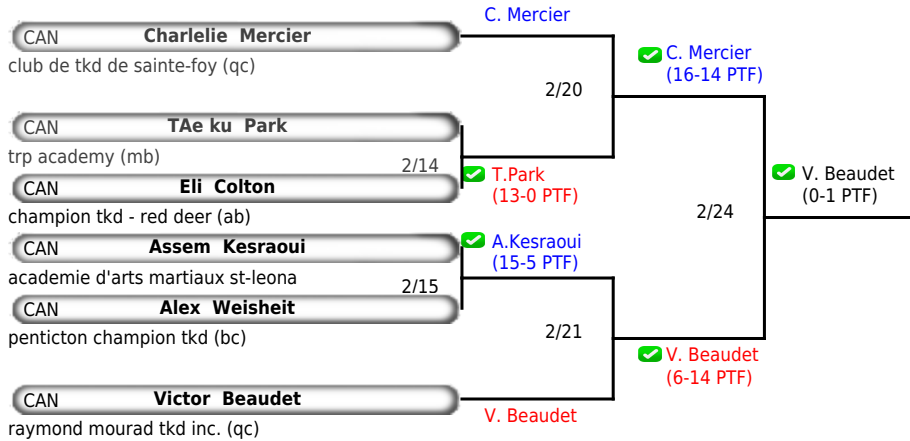 C. Mercier
CAN Charlelie Mercier
club de tkd de sainte-foy (qc)
C. Mercier
(16-14 PTF)
2/20
CAN TAe ku Park
trp academy (mb)
2/14
T.Park
(13-0 PTF)
CAN Eli Colton
champion tkd - red deer (ab)
V. Beaudet
(0-1 PTF)
2/24
CAN Assem Kesraoui
academie d'arts martiaux st-leona
A.Kesraoui
(15-5 PTF)
2/15
CAN Alex Weisheit
penticton champion tkd (bc)
2/21
V. Beaudet
(6-14 PTF)
CAN Victor Beaudet
raymond mourad tkd inc. (qc)
V. Beaudet